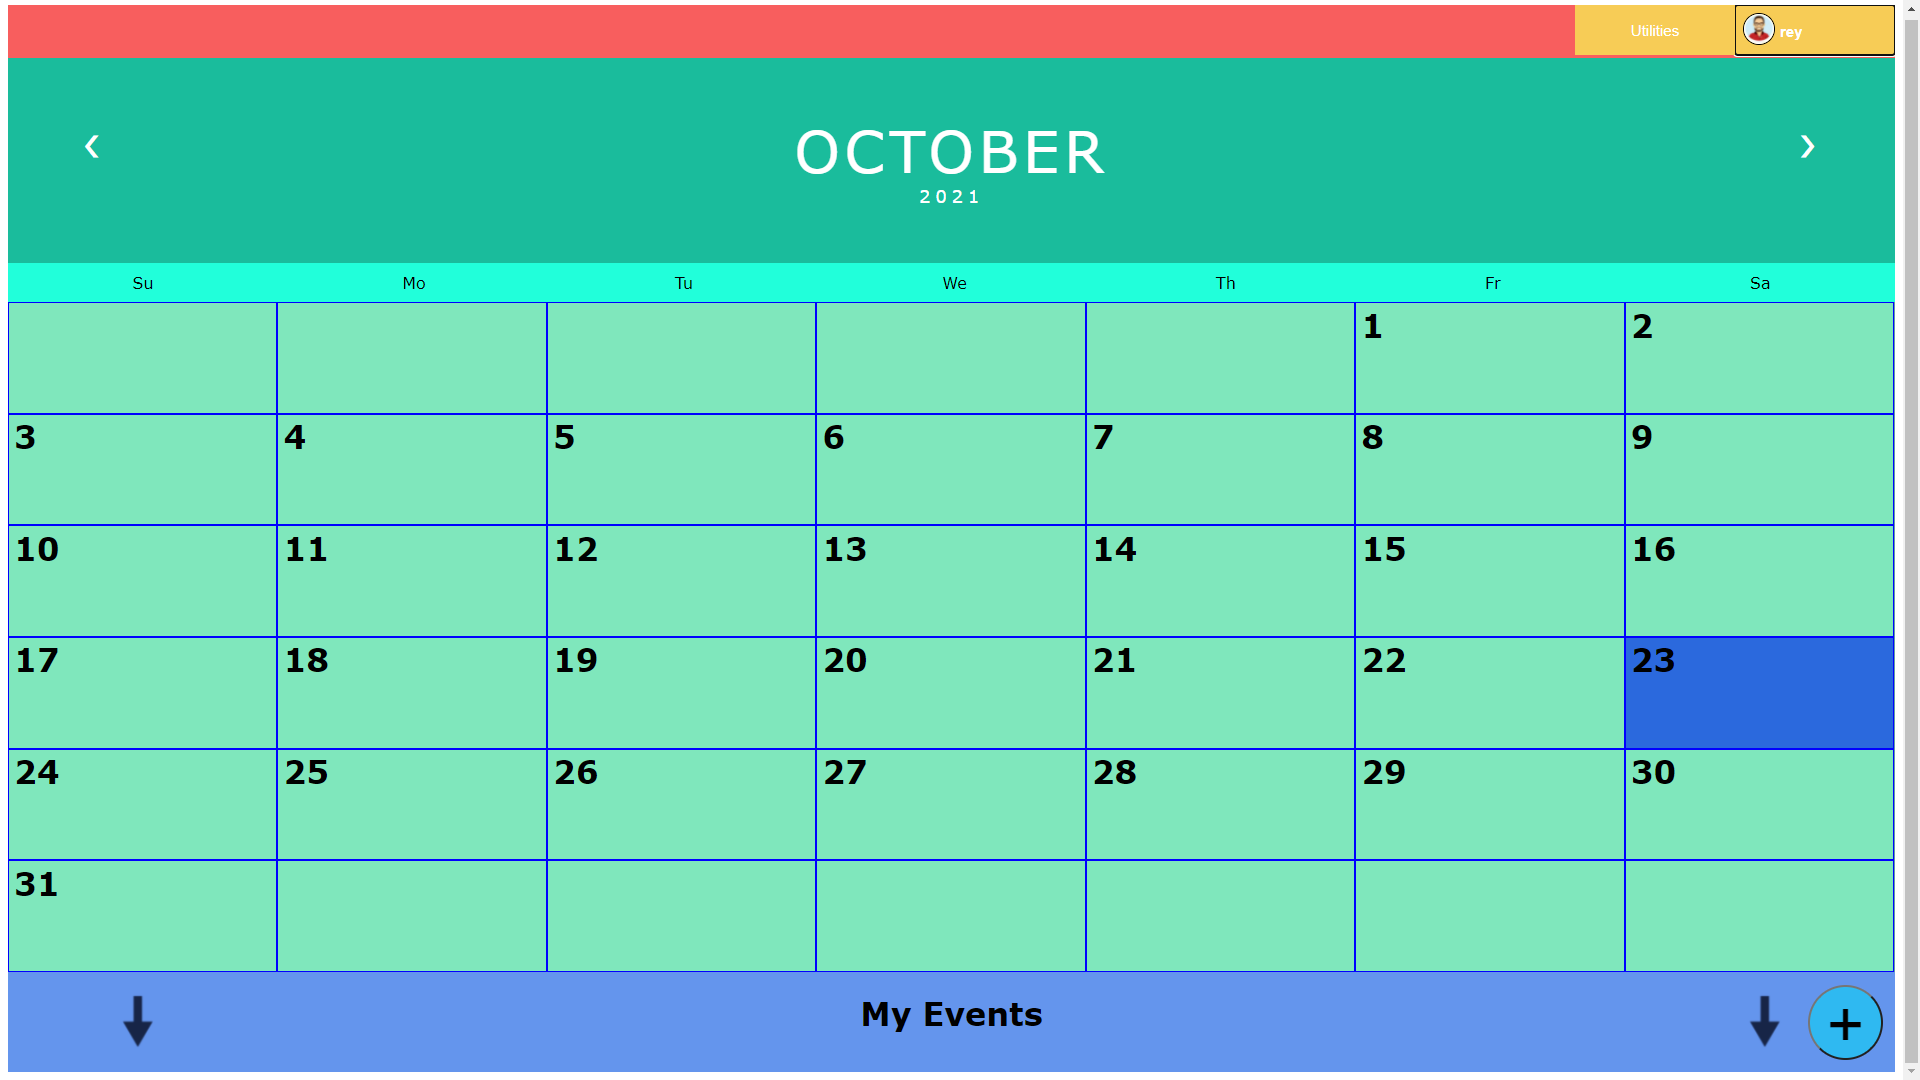 Utilities
rey
❮
❯
OCTOBER
2021
Su Mo Tu We Th Fr Sa
1 2
3 4 5 6 7 8 9
10 11 12 13 14 15 16
17 18 19 20 21 22 23
24 25 26 27 28 29 30
31
My Events
+